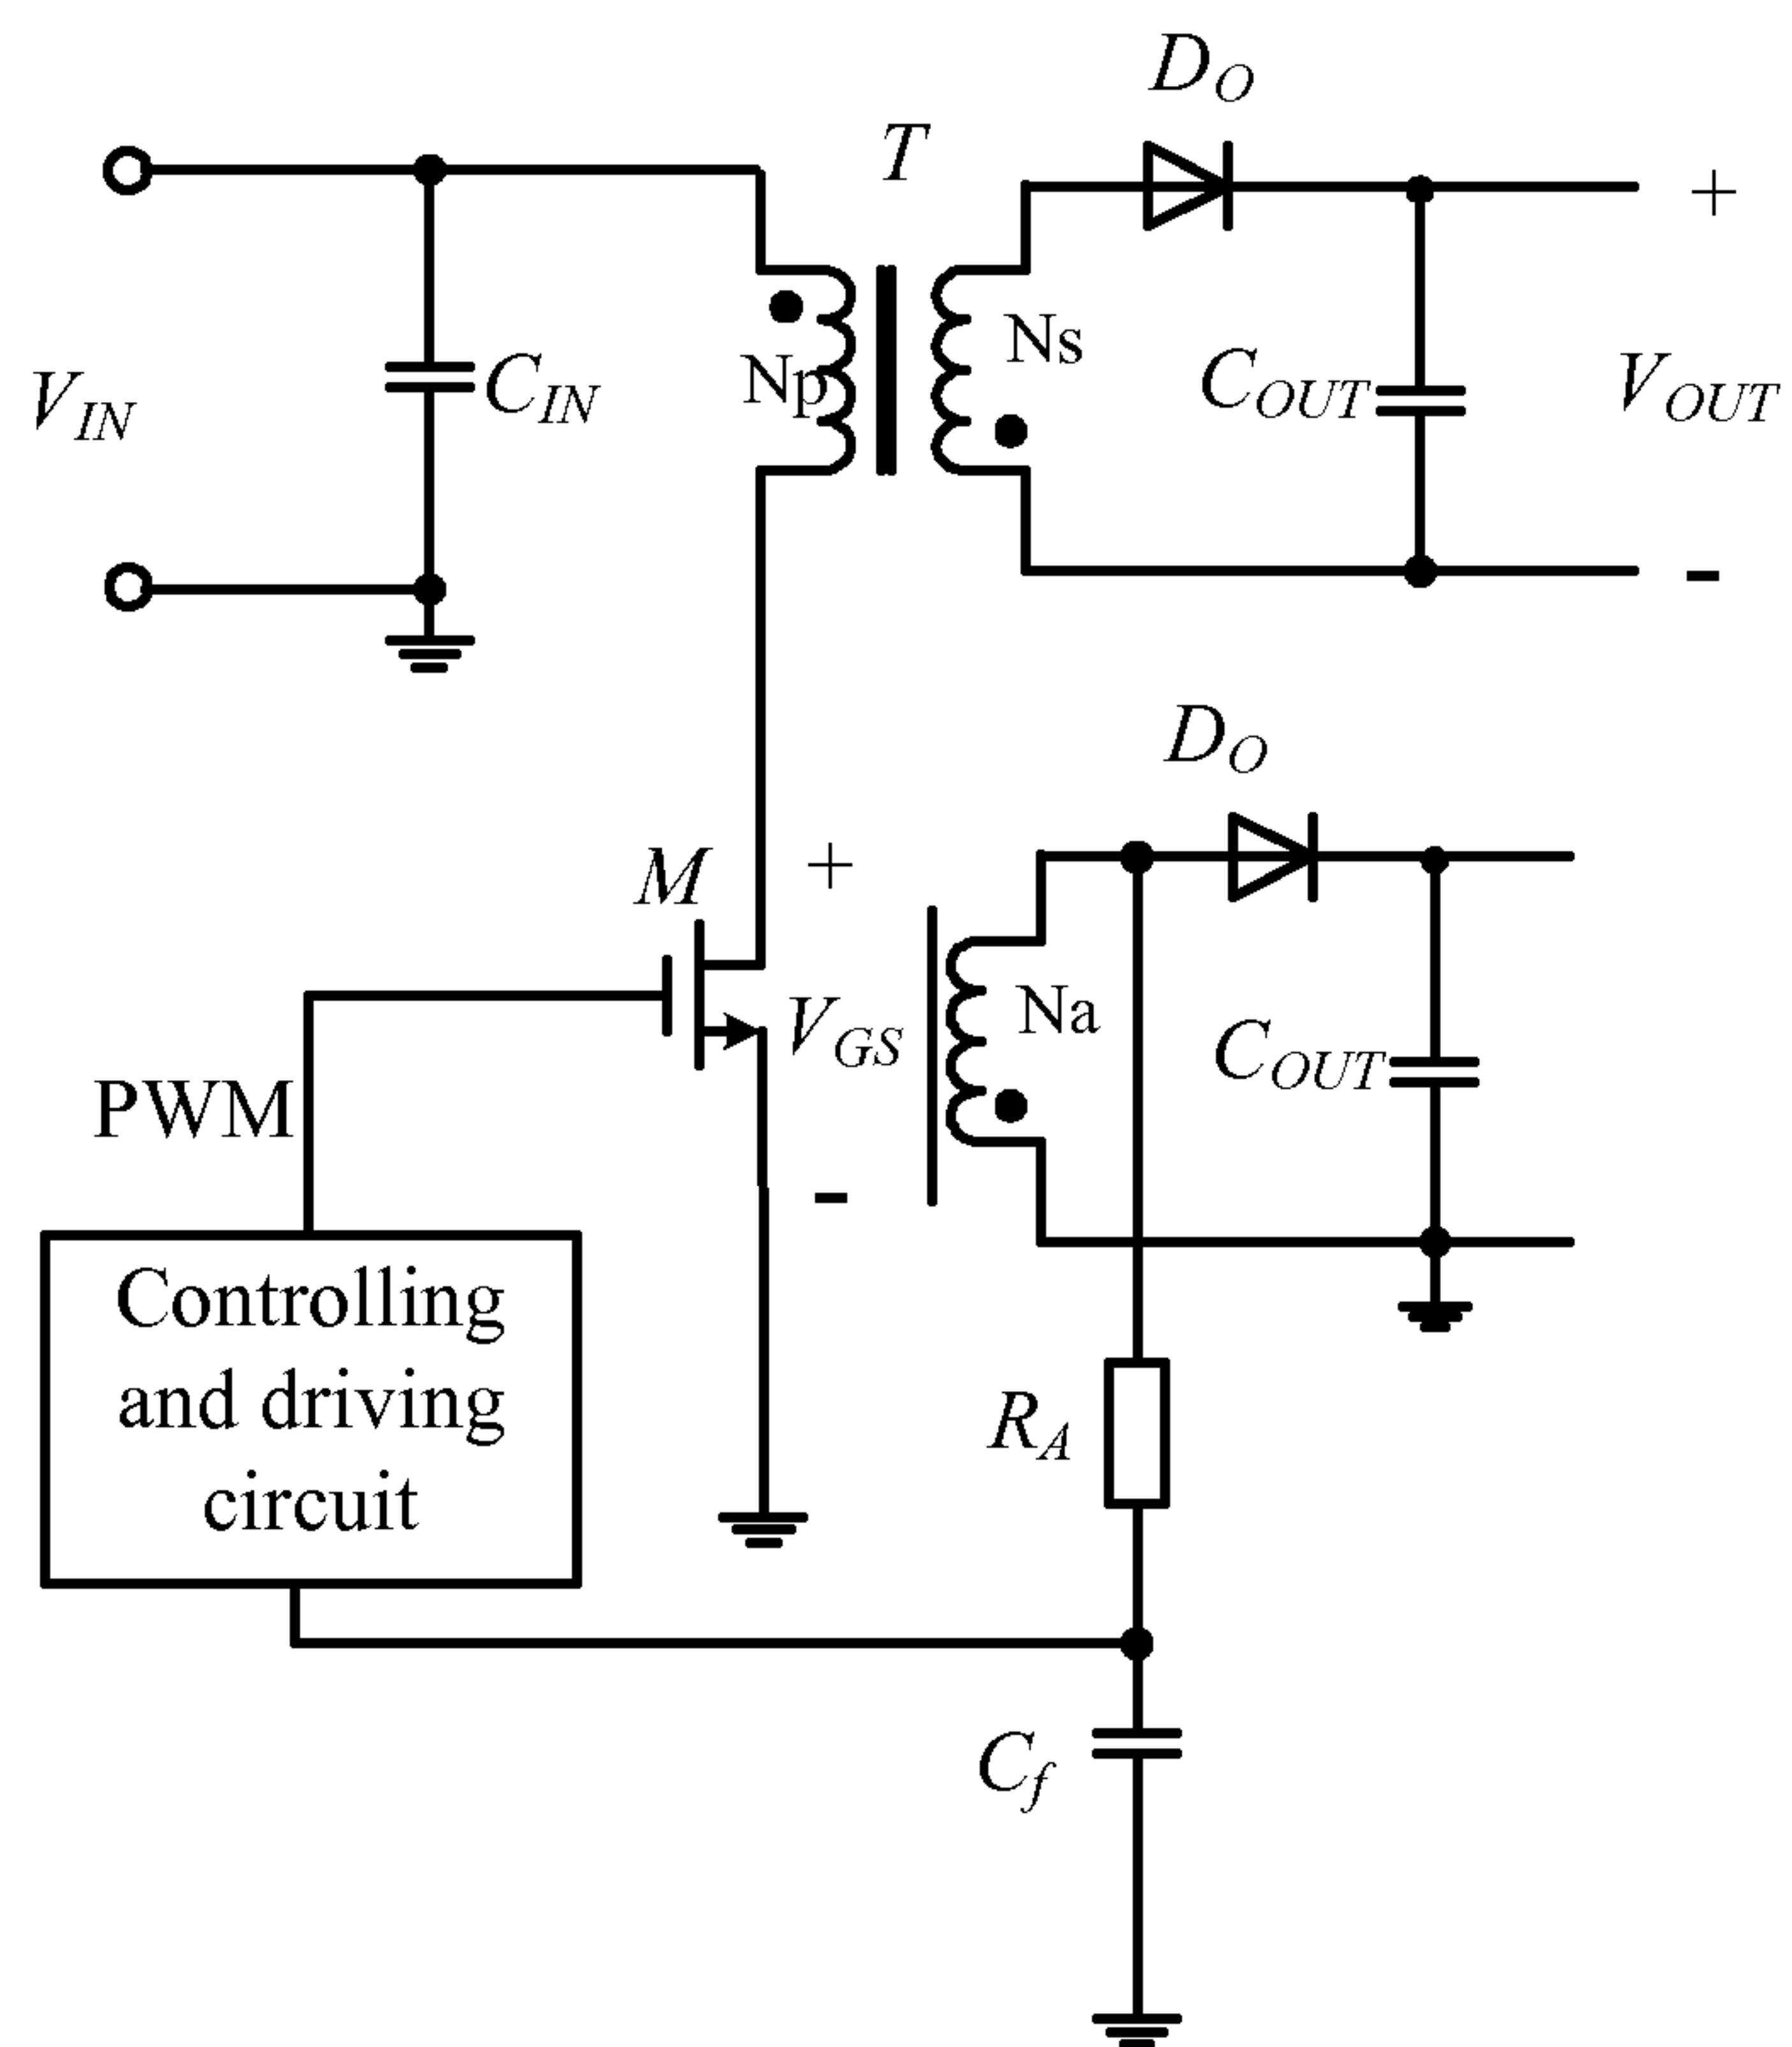 D_O
T
+
Np
Ns
V_IN
C_IN
C_OUT
V_OUT
-
D_O
M
+
V_GS
Na
C_OUT
PWM
-
Controlling
and driving
circuit
R_A
C_f